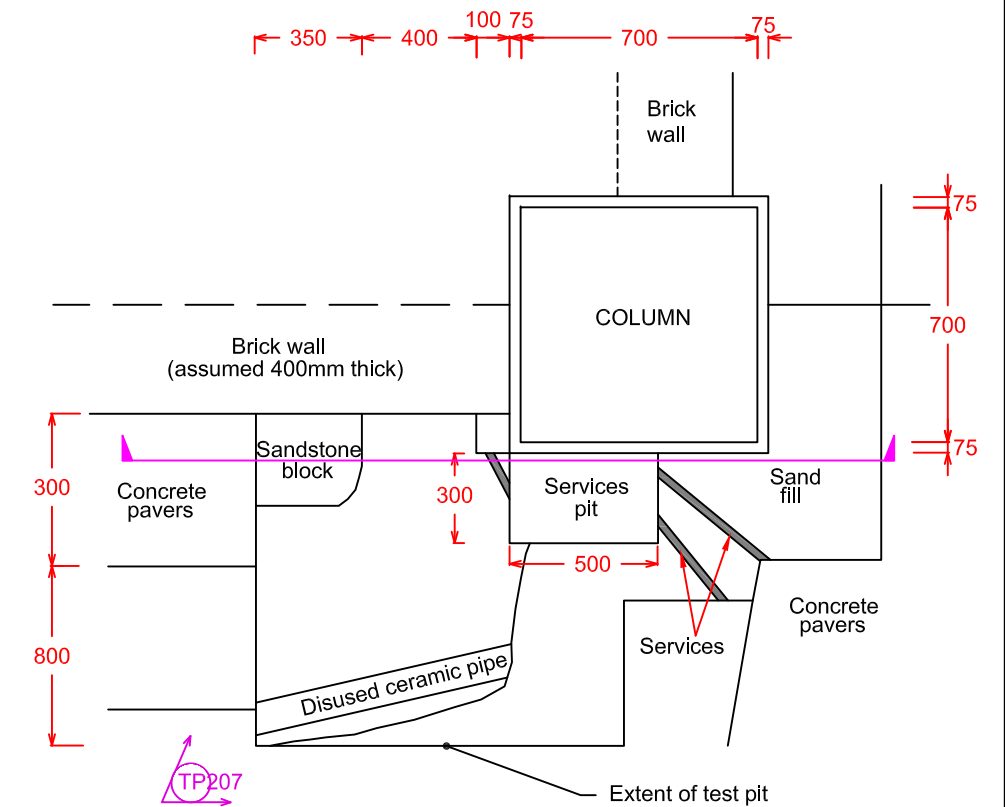 100 75
75
350
400
700
Brick
wall
75
COLUMN
700
Brick wall
(assumed 400mm thick)
75
Sandstone
block
Sand
fill
300
Concrete
pavers
300
Services
pit
500
Concrete
pavers
Services
800
Disused ceramic pipe
TP207
Extent of test pit